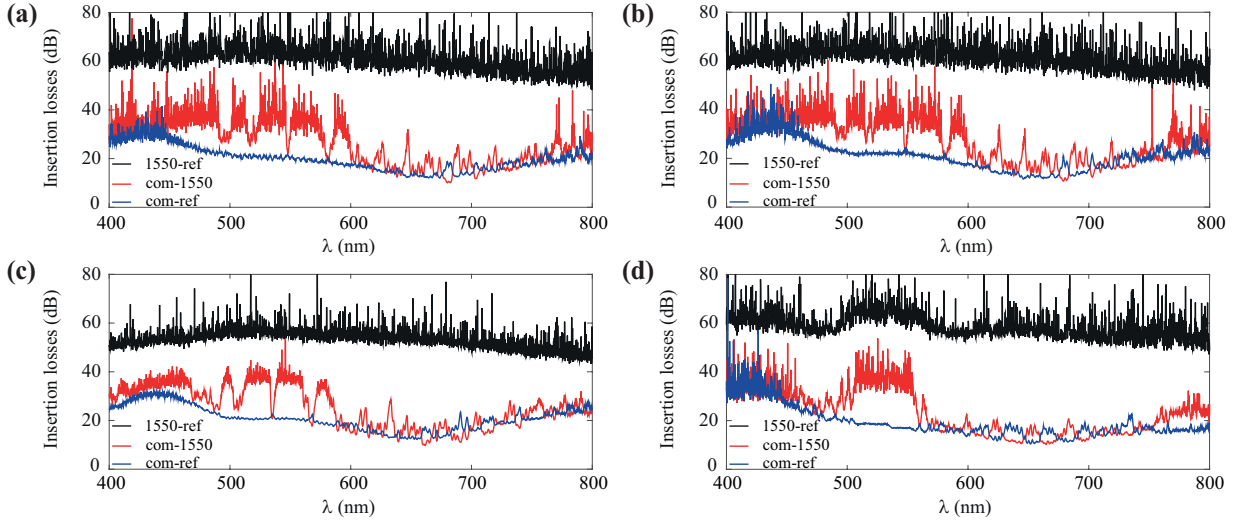 (a)
Insertion losses (dB)
80
60
40
20
0
1550-ref
com-1550
com-ref
400 500 600 700 800
λ (nm)
(b)
Insertion losses (dB)
80
60
40
20
0
1550-ref
com-1550
com-ref
400 500 600 700 800
λ (nm)
(c)
Insertion losses (dB)
80
60
40
20
0
1550-ref
com-1550
com-ref
400 500 600 700 800
λ (nm)
(d)
Insertion losses (dB)
80
60
40
20
0
1550-ref
com-1550
com-ref
400 500 600 700 800
λ (nm)